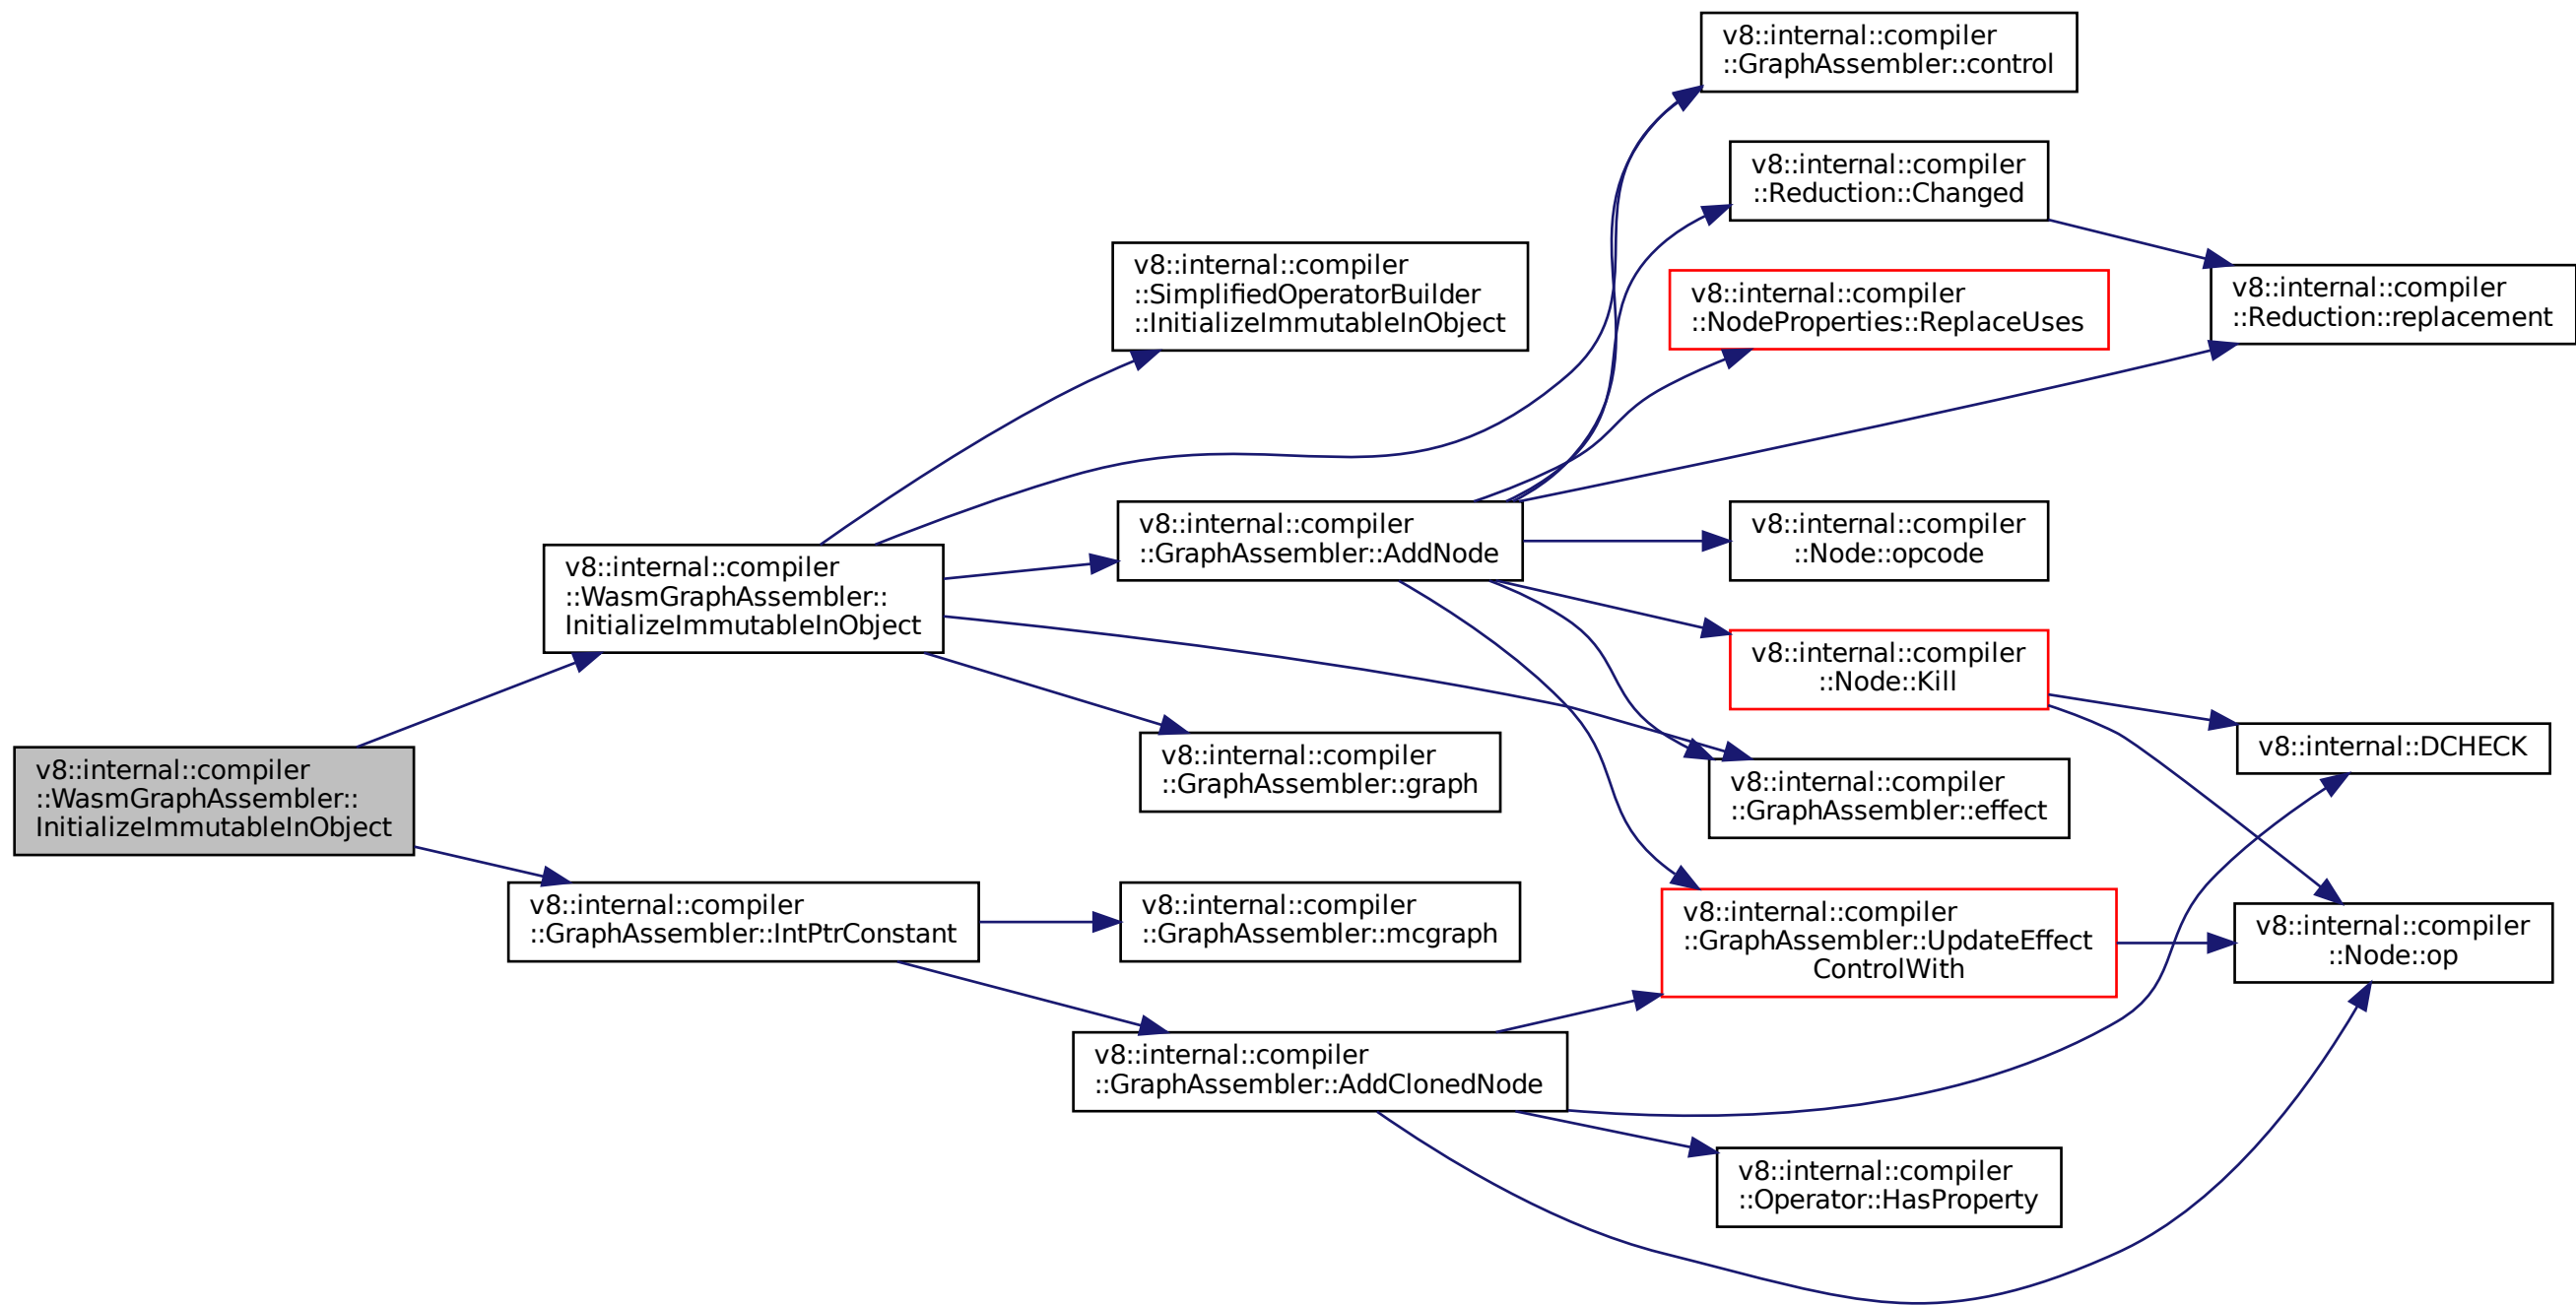 v8::internal::compiler
::GraphAssembler::control
v8::internal::compiler
::Reduction::Changed
v8::internal::compiler
::SimplifiedOperatorBuilder
::InitializeImmutableInObject
v8::internal::compiler
::NodeProperties::ReplaceUses
v8::internal::compiler
::Reduction::replacement
v8::internal::compiler
::WasmGraphAssembler::
InitializeImmutableInObject
v8::internal::compiler
::GraphAssembler::AddNode
v8::internal::compiler
::Node::opcode
v8::internal::compiler
::Node::Kill
v8::internal::compiler
::WasmGraphAssembler::
InitializeImmutableInObject
v8::internal::compiler
::GraphAssembler::graph
v8::internal::compiler
::GraphAssembler::effect
v8::internal::DCHECK
v8::internal::compiler
::GraphAssembler::IntPtrConstant
v8::internal::compiler
::GraphAssembler::mcgraph
v8::internal::compiler
::GraphAssembler::UpdateEffect
ControlWith
v8::internal::compiler
::Node::op
v8::internal::compiler
::GraphAssembler::AddClonedNode
v8::internal::compiler
::Operator::HasProperty